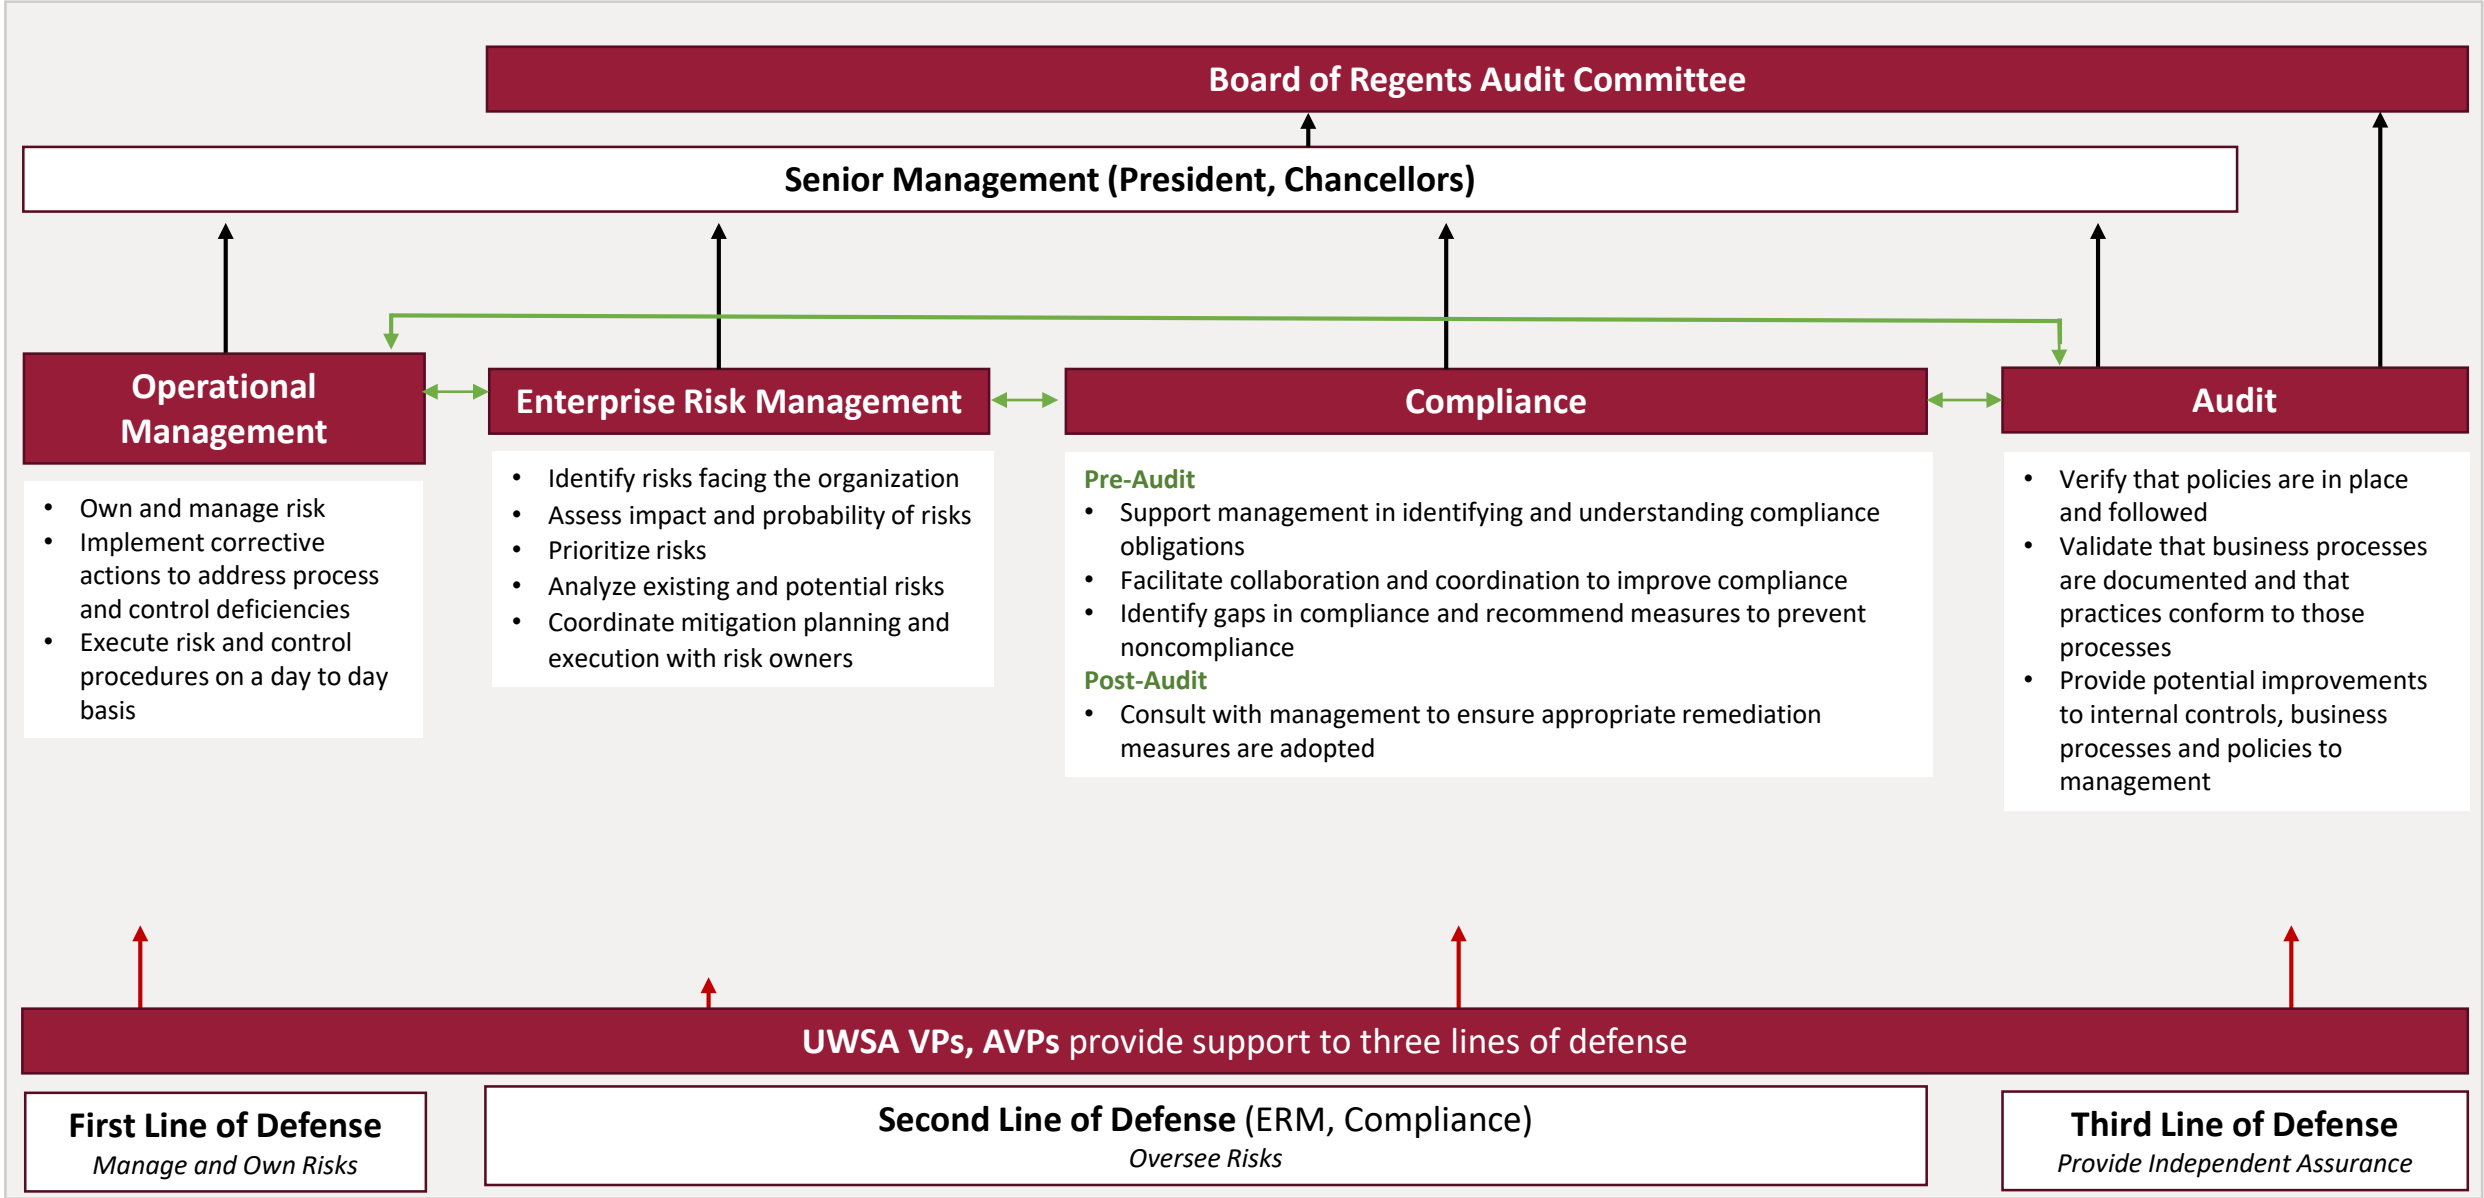 Board of Regents Audit Committee
Senior Management (President, Chancellors)
Operational
Management
• Own and manage risk
• Implement corrective
actions to address process
and control deficiencies
• Execute risk and control
procedures on a day to day
basis
Enterprise Risk Management
• Identify risks facing the organization
• Assess impact and probability of risks
• Prioritize risks
• Analyze existing and potential risks
• Coordinate mitigation planning and
execution with risk owners
Compliance
Pre-Audit
• Support management in identifying and understanding compliance
obligations
• Facilitate collaboration and coordination to improve compliance
• Identify gaps in compliance and recommend measures to prevent
noncompliance
Post-Audit
• Consult with management to ensure appropriate remediation
measures are adopted
Audit
• Verify that policies are in place
and followed
• Validate that business processes
are documented and that
practices conform to those
processes
• Provide potential improvements
to internal controls, business
processes and policies to
management
UWSA VPs, AVPs provide support to three lines of defense
First Line of Defense
Manage and Own Risks
Second Line of Defense (ERM, Compliance)
Oversee Risks
Third Line of Defense
Provide Independent Assurance